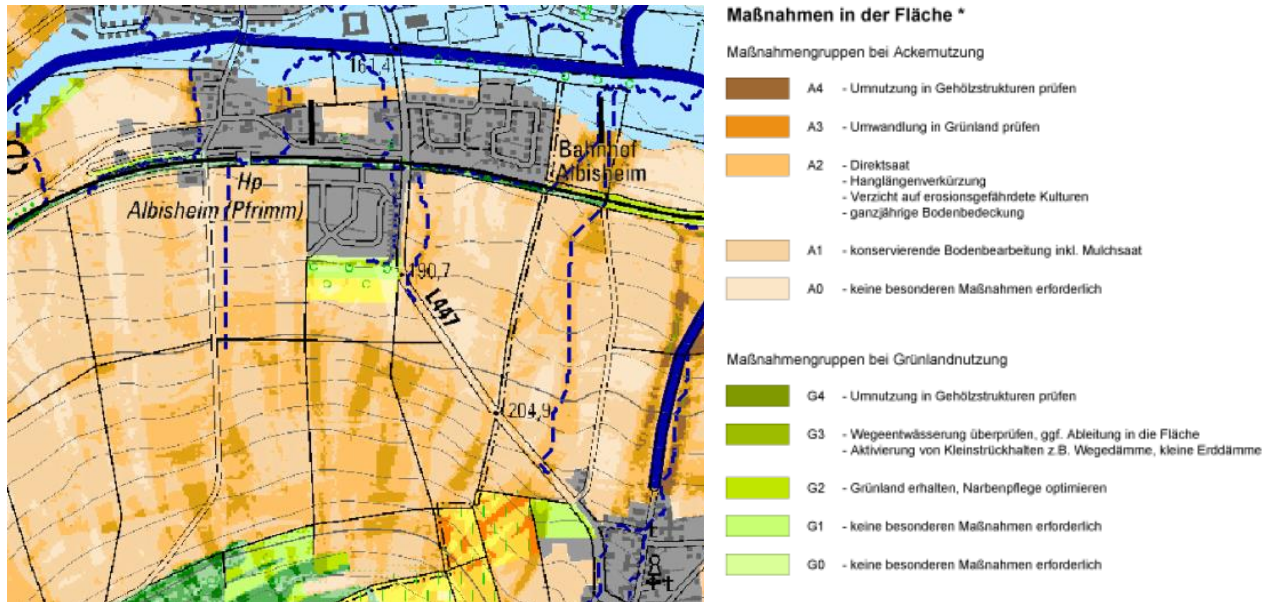 161,4
Bahnhof
Albisheim
Hp
Albisheim (Pfrimm)
190,7
L447
204,9
Maßnahmen in der Fläche *
Maßnahmengruppen bei Ackernutzung
A4 - Umnutzung in Gehölzstrukturen prüfen
A3 - Umwandlung in Grünland prüfen
A2 - Direktsaat
- Hanglängenverkürzung
- Verzicht auf erosionsgefährdete Kulturen
- ganzjährige Bodenbedeckung
A1 - konservierende Bodenbearbeitung inkl. Mulchsaat
A0 - keine besonderen Maßnahmen erforderlich
Maßnahmengruppen bei Grünlandnutzung
G4 - Umnutzung in Gehölzstrukturen prüfen
G3 - Wegeentwässerung überprüfen, ggf. Ableitung in die Fläche
- Aktivierung von Kleinstrückhalten z.B. Wegedämme, kleine Erddämme
G2 - Grünland erhalten, Narbenpflege optimieren
G1 - keine besonderen Maßnahmen erforderlich
G0 - keine besonderen Maßnahmen erforderlich